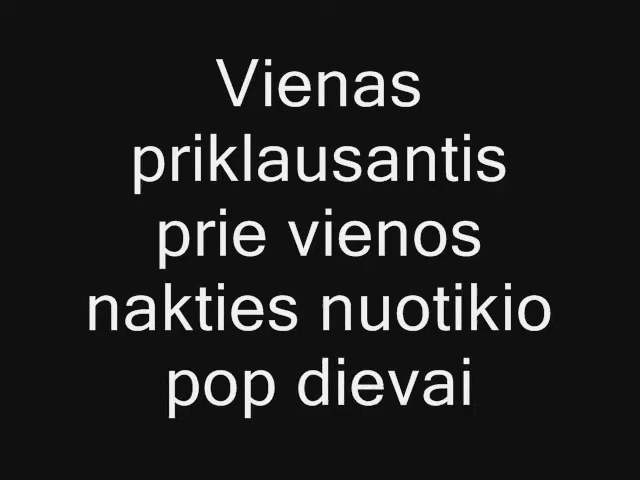 Vienas
priklausantis
prie vienos
nakties nuotikio
pop dievai